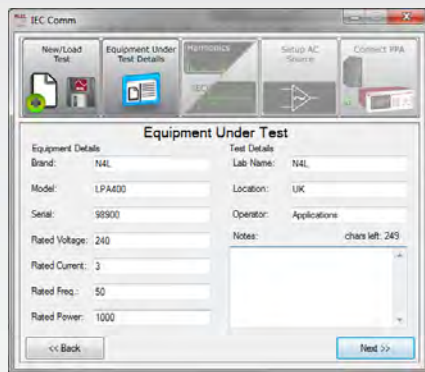 IEC Comm
New/Load
Test
Equipment Under
Test Details
Harmonics
IEC
Setup AC
Source
Connect PPA
Equipment Under Test
Equipment Details
Brand: N4L
Model: LPA400
Serial: 98900
Rated Voltage: 240
Rated Current: 3
Rated Freq.: 50
Rated Power: 1000
Test Details
Lab Name: N4L
Location: UK
Operator: Applications
Notes: chars left: 249
<< Back
Next >>